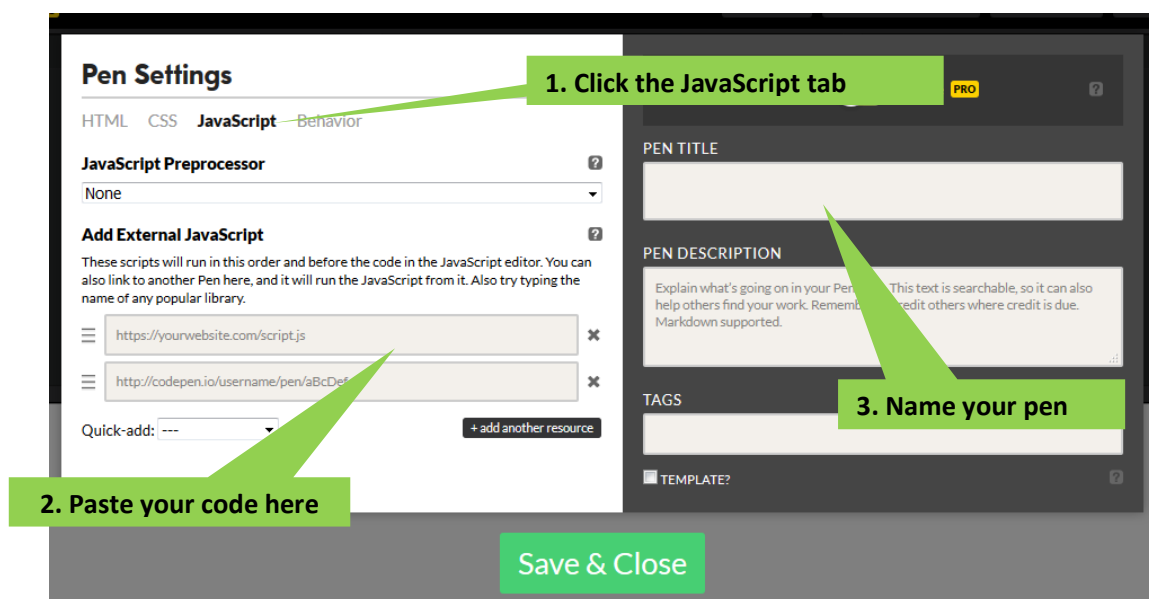 Pen Settings
1. Click the JavaScript tab
PRO
?
HTML CSS JavaScript Behavior
JavaScript Preprocessor
?
None
Add External JavaScript
?
These scripts will run in this order and before the code in the JavaScript editor. You can
also link to another Pen here, and it will run the JavaScript from it. Also try typing the
name of any popular library.
https://yourwebsite.com/script.js
http://codepen.io/username/pen/aBcDef
Quick-add: ---
+ add another resource
2. Paste your code here
PEN TITLE
PEN DESCRIPTION
Explain what's going on in your Pen This text is searchable, so it can also
help others find your work. Remember credit others where credit is due.
Markdown supported.
3. Name your pen
TAGS
TEMPLATE?
?
Save & Close